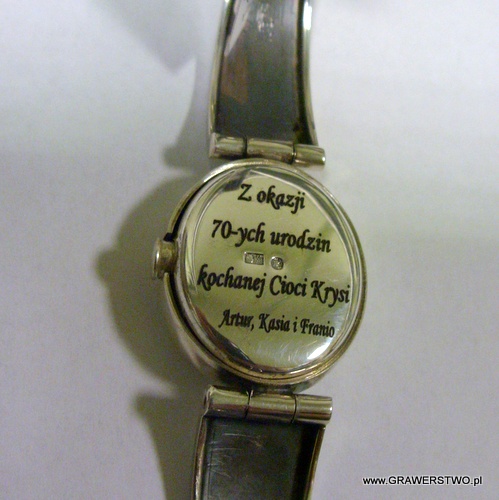 Z okazji
70-ych urodzin
kochanej Cioci Krysi
Artur, Kasia i Franio
www.GRAWERSTWO.pl